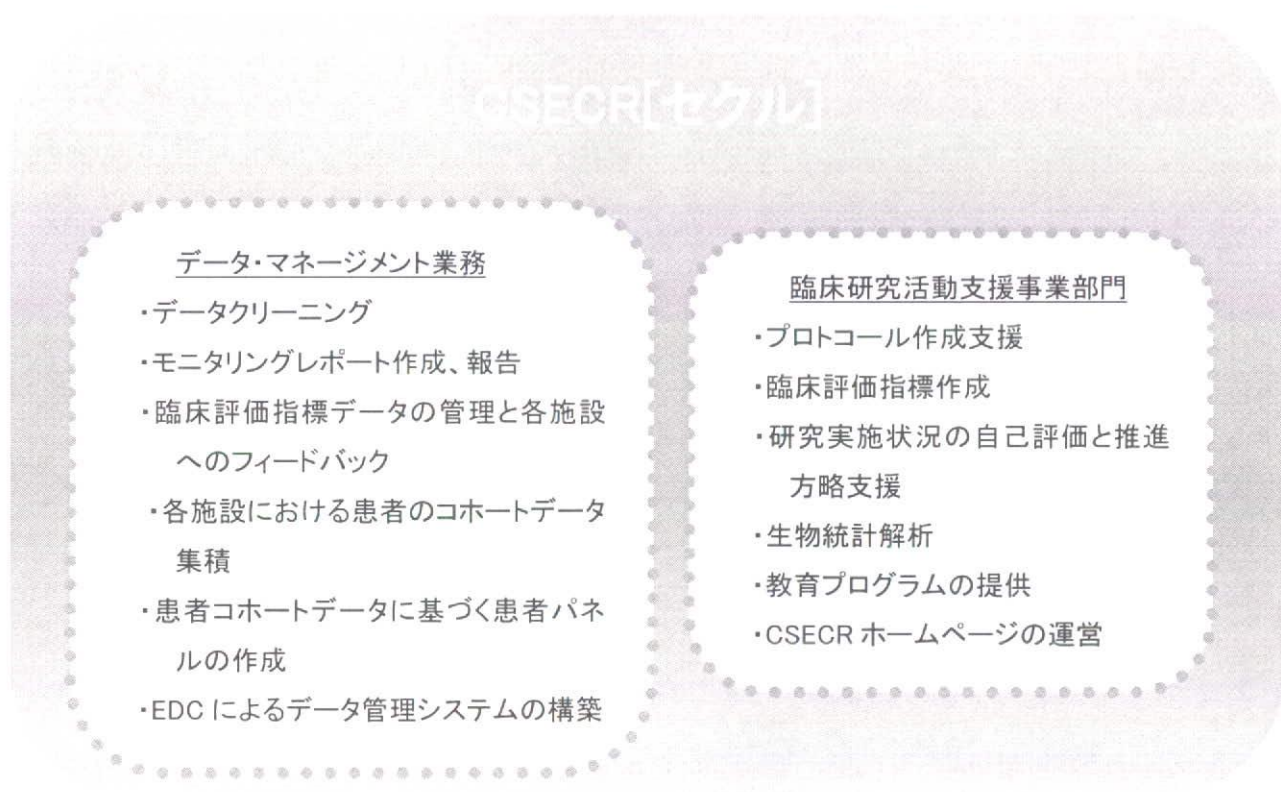 CSECR[セクル]
データ・マネージメント業務
・データクリーニング
・モニタリングレポート作成、報告
・臨床評価指標データの管理と各施設
へのフィードバック
・各施設における患者のコホートデータ
集積
・患者コホートデータに基づく患者パネ
ルの作成
・EDC によるデータ管理システムの構築
臨床研究活動支援事業部門
・プロトコール作成支援
・臨床評価指標作成
・研究実施状況の自己評価と推進
方略支援
・生物統計解析
・教育プログラムの提供
・CSECR ホームページの運営